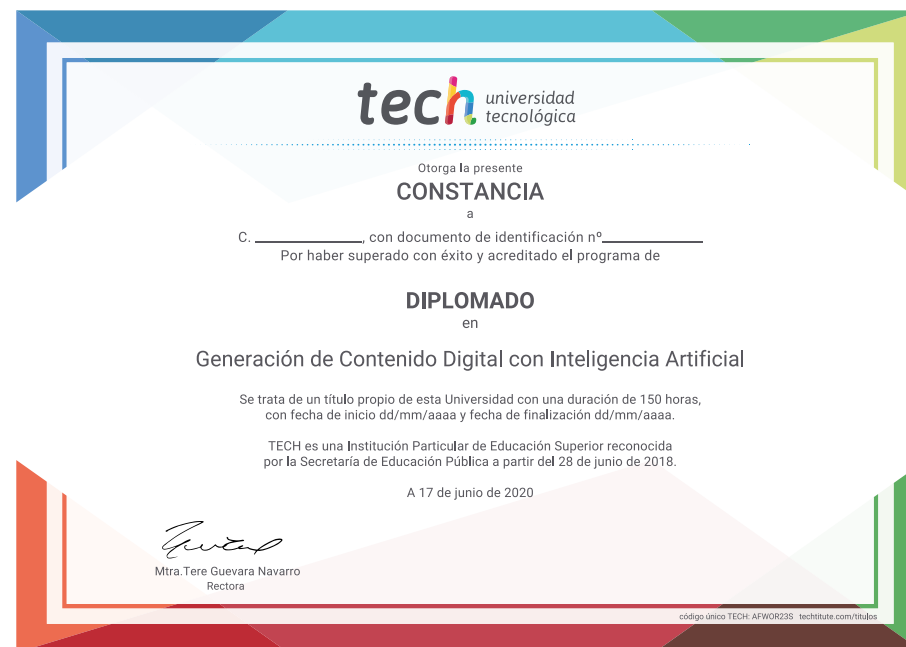 tech universidad
tecnológica
Otorga la presente
CONSTANCIA
a
C. ____________, con documento de identificación nº____________
Por haber superado con éxito y acreditado el programa de
DIPLOMADO
en
Generación de Contenido Digital con Inteligencia Artificial
Se trata de un título propio de esta Universidad con una duración de 150 horas,
con fecha de inicio dd/mm/aaaa y fecha de finalización dd/mm/aaaa.
TECH es una Institución Particular de Educación Superior reconocida
por la Secretaría de Educación Pública a partir del 28 de junio de 2018.
A 17 de junio de 2020
Mtra.Tere Guevara Navarro
Rectora
código único TECH: AFWOR23S techtitute.com/titulos